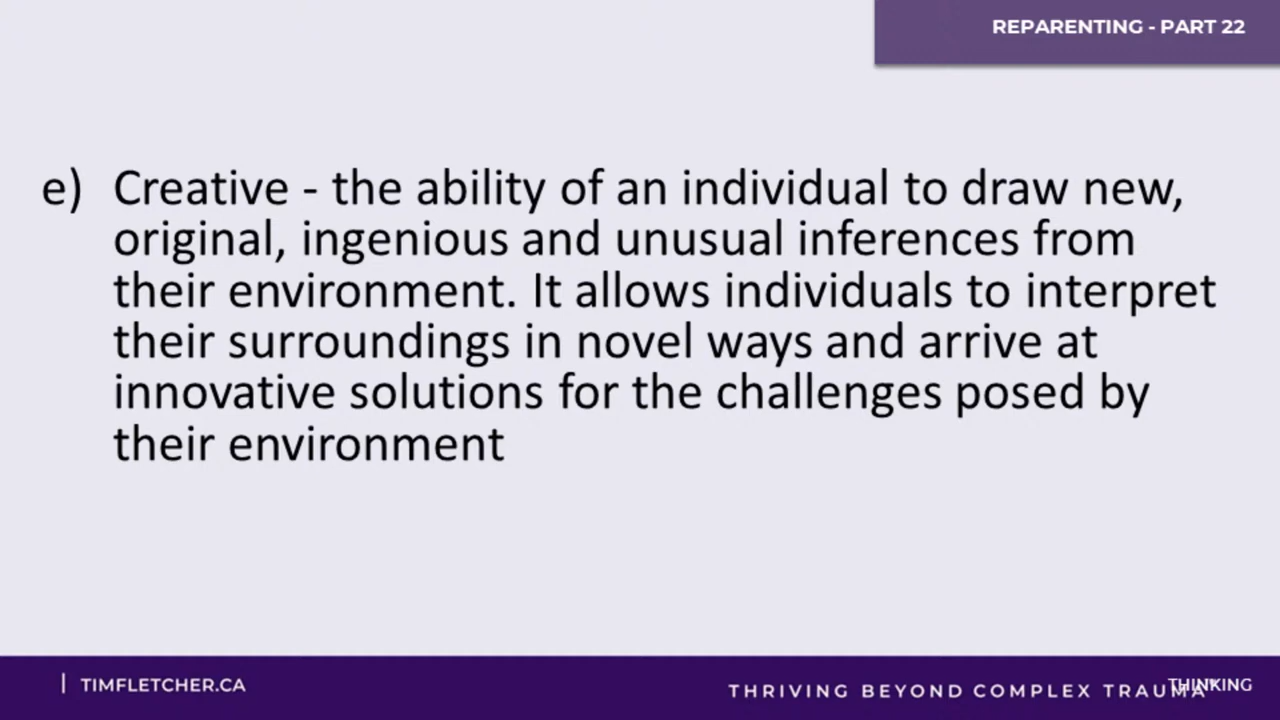 REPARENTING - PART 22
e) Creative - the ability of an individual to draw new,
original, ingenious and unusual inferences from
their environment. It allows individuals to interpret
their surroundings in novel ways and arrive at
innovative solutions for the challenges posed by
their environment
| TIMFLETCHER.CA
THRIVING BEYOND COMPLEX TRAUMA
THINKING